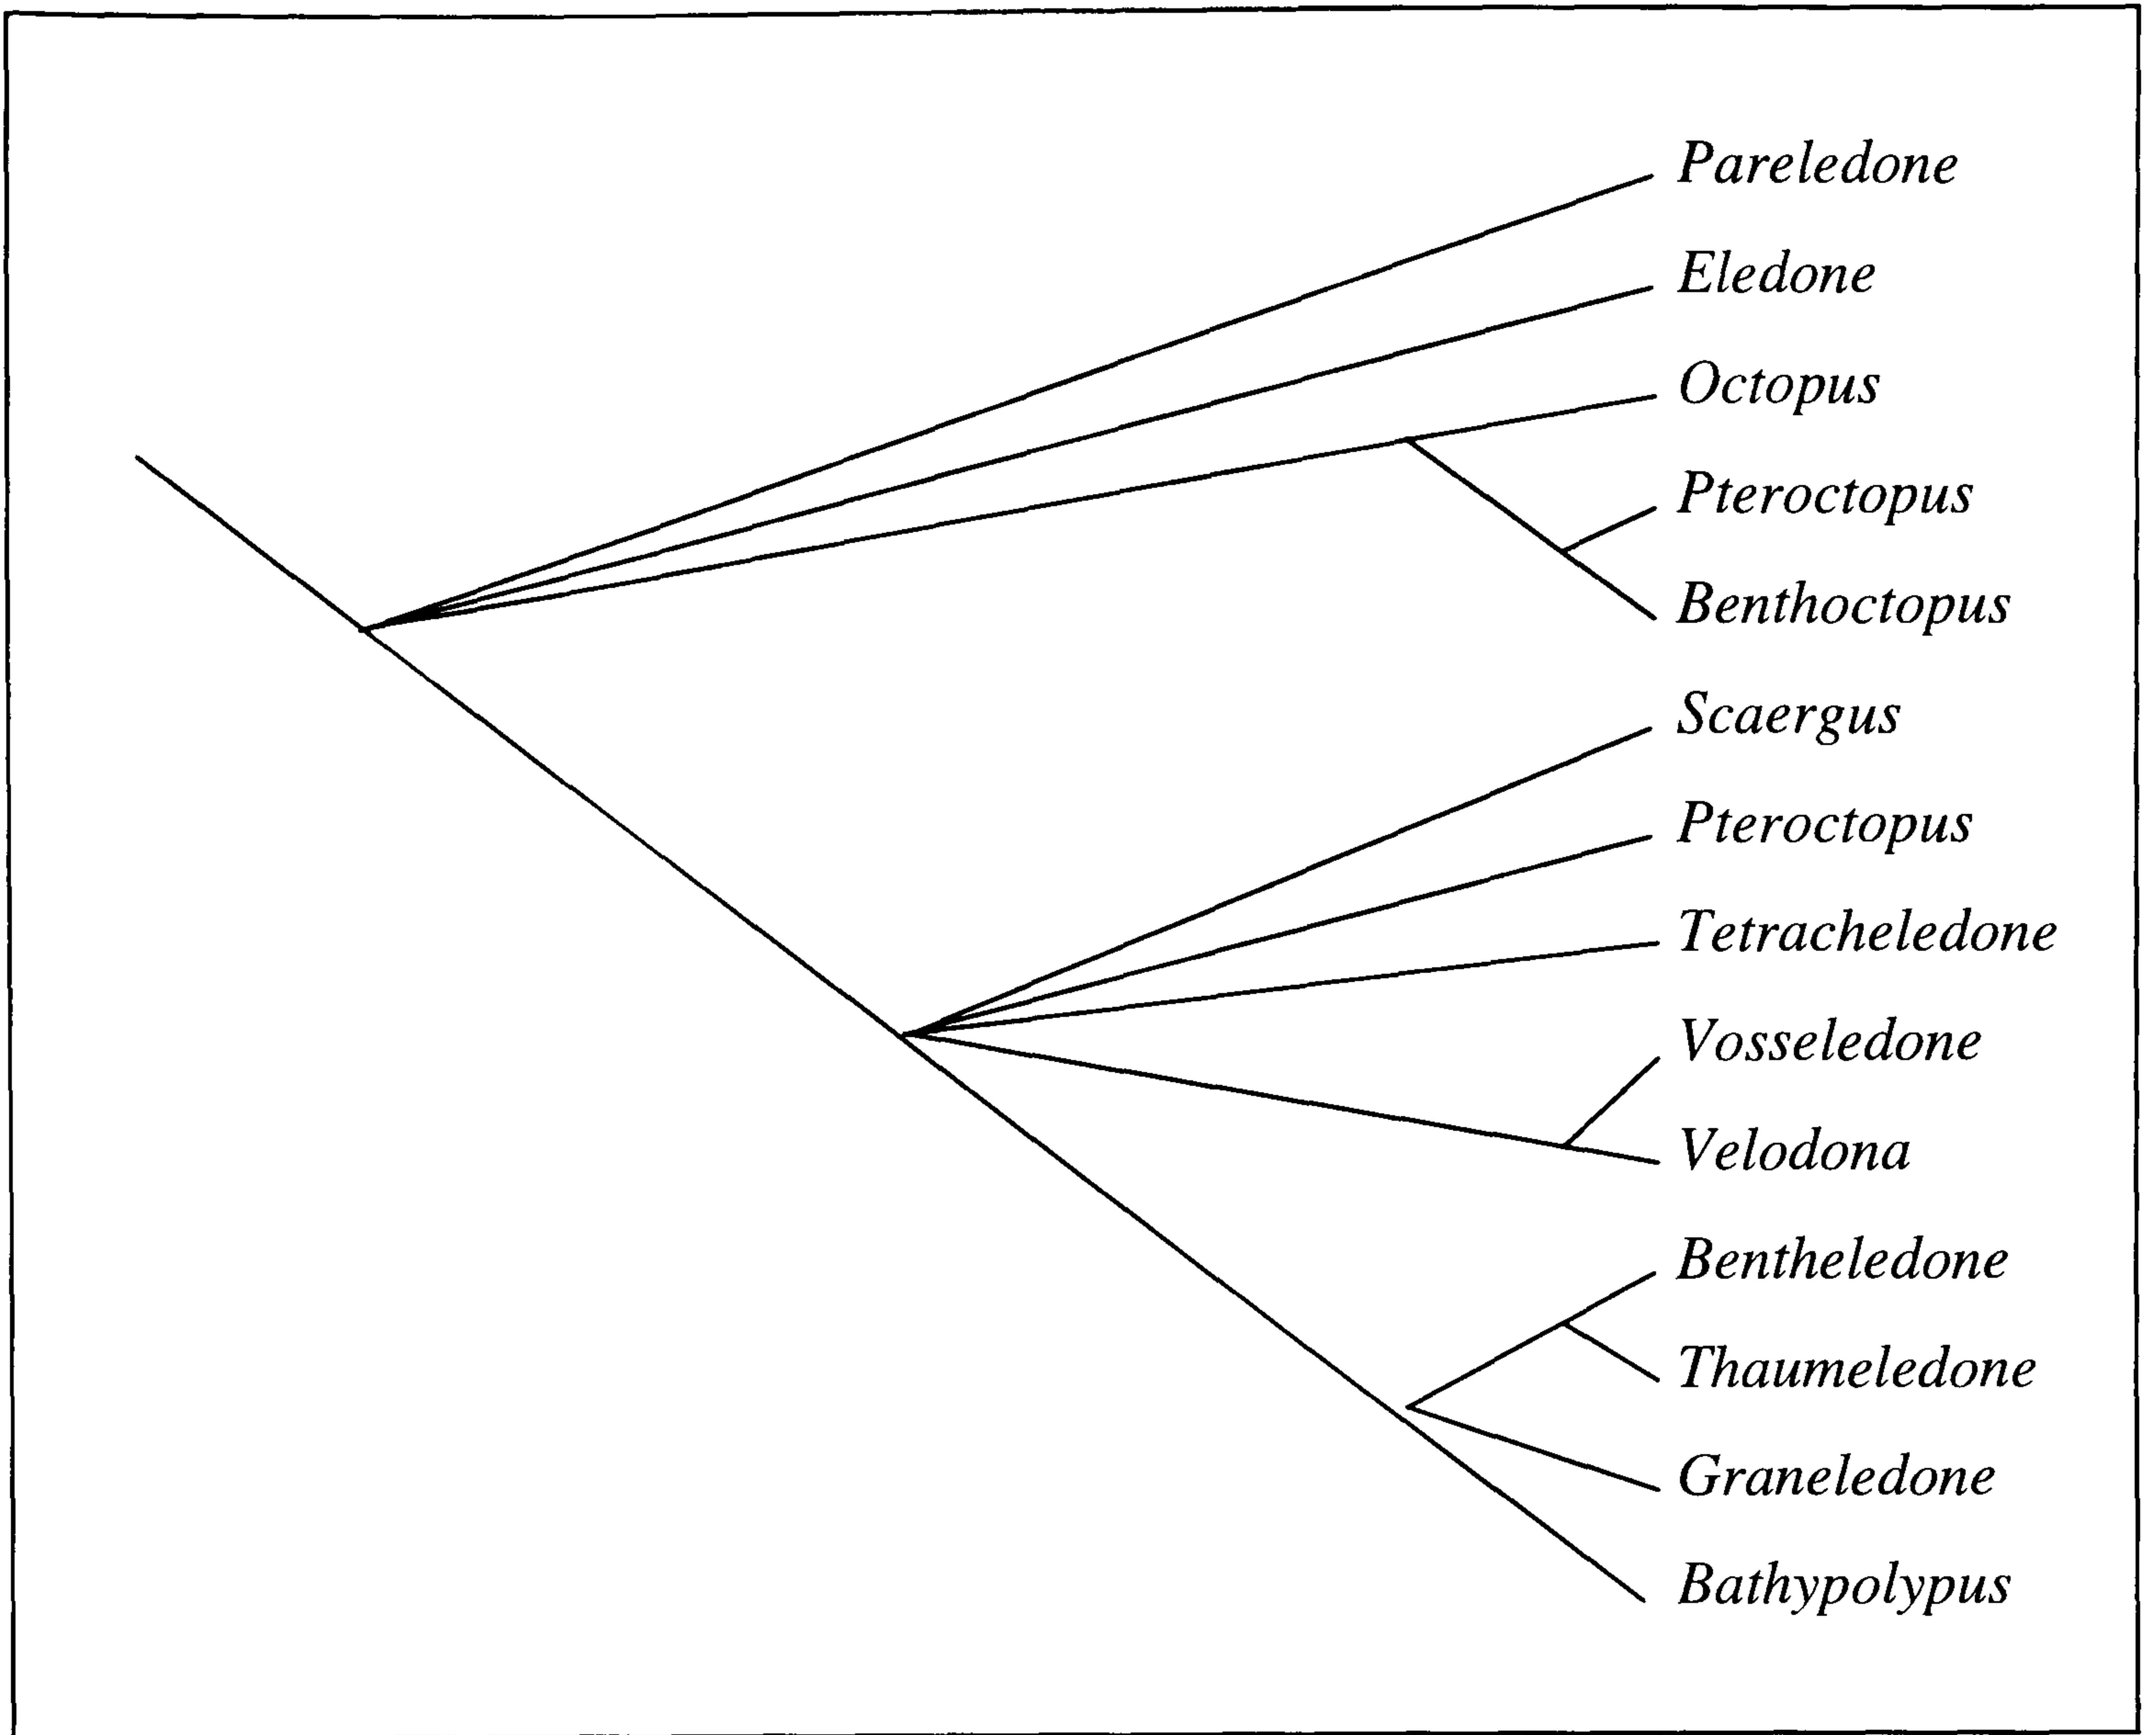 Pareledone
Eledone
Octopus
Pteroctopus
Benthoctopus
Scaergus
Pteroctopus
Tetracheledone
Vosseledone
Velodona
Bentheledone
Thaumeledone
Graneledone
Bathypolypus